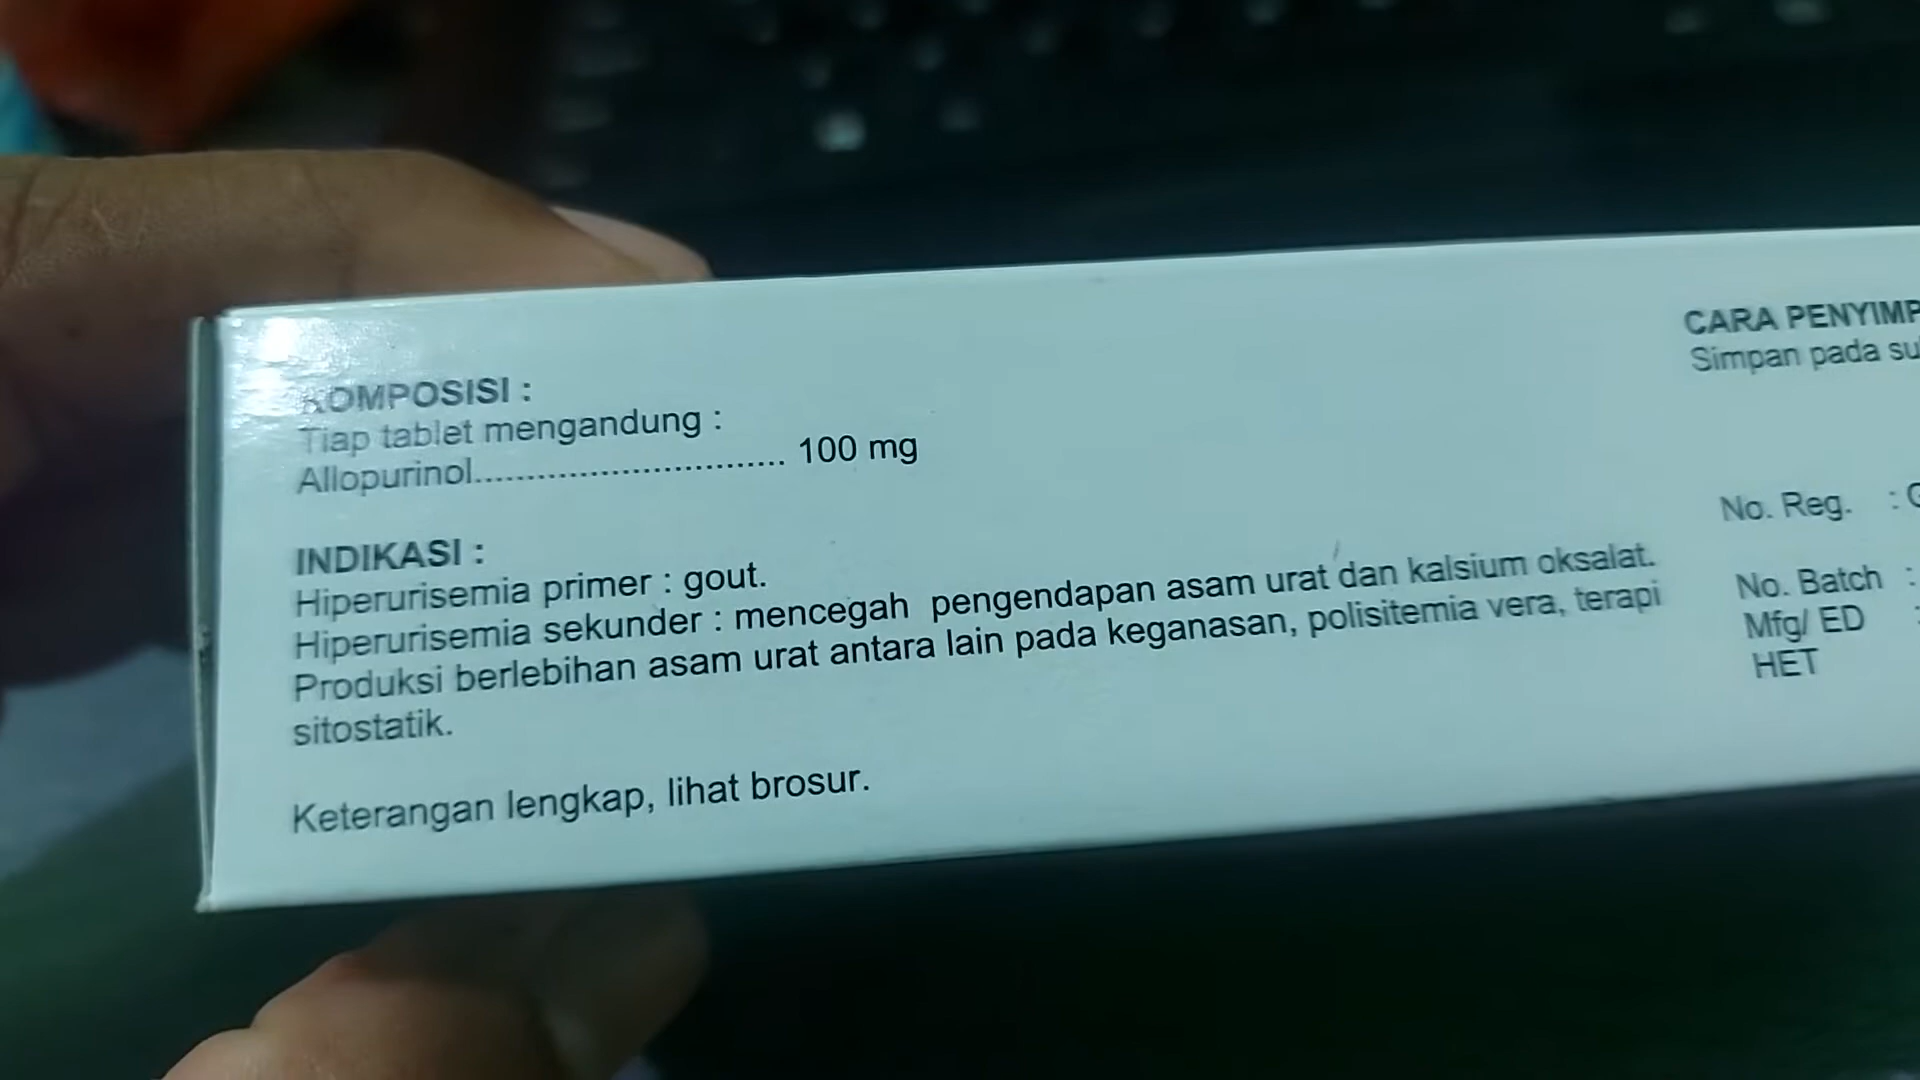 KOMPOSISI :
Tiap tablet mengandung :
Allopurinol.............................. 100 mg
INDIKASI :
Hiperurisemia primer : gout.
Hiperurisemia sekunder : mencegah pengendapan asam urat dan kalsium oksalat.
Produksi berlebihan asam urat antara lain pada keganasan, polisitemia vera, terapi
sitostatik.
Keterangan lengkap, lihat brosur.
CARA
Simpan pada
No. Reg. :
No. Batch :
Mfg/ ED :
HET